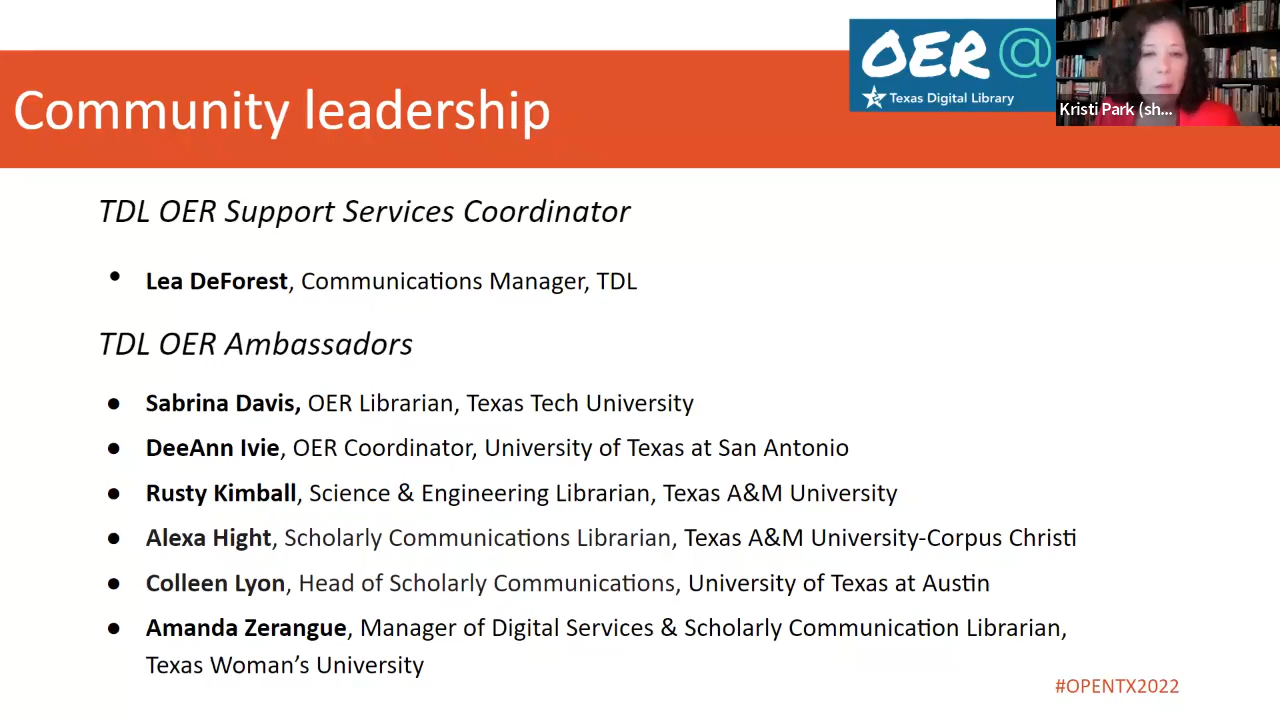 OER @
Texas Digital Library
Kristi Park (sh...
Community leadership
TDL OER Support Services Coordinator
• Lea DeForest, Communications Manager, TDL
TDL OER Ambassadors
● Sabrina Davis, OER Librarian, Texas Tech University
● DeeAnn Ivie, OER Coordinator, University of Texas at San Antonio
● Rusty Kimball, Science & Engineering Librarian, Texas A&M University
● Alexa Hight, Scholarly Communications Librarian, Texas A&M University-Corpus Christi
● Colleen Lyon, Head of Scholarly Communications, University of Texas at Austin
● Amanda Zerangue, Manager of Digital Services & Scholarly Communication Librarian,
Texas Woman’s University
#OPENTX2022